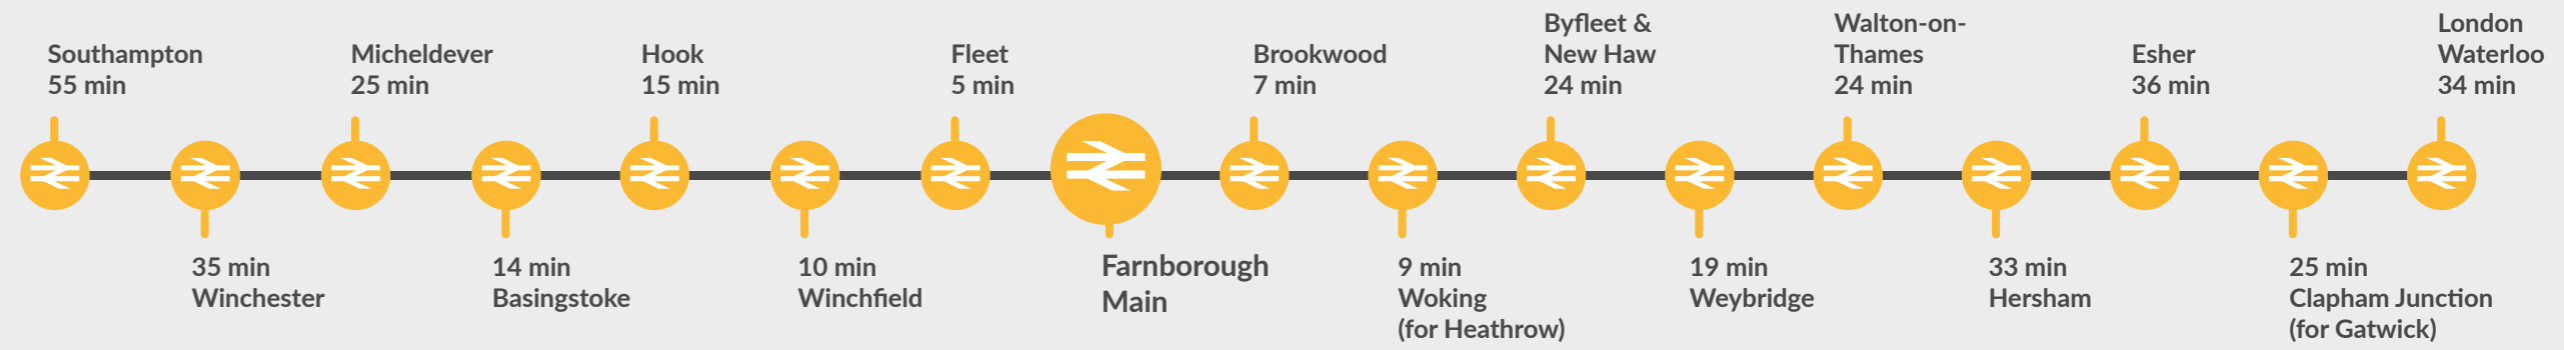 Southampton
55 min
35 min
Winchester
Micheldever
25 min
14 min
Basingstoke
Hook
15 min
10 min
Winchfield
Fleet
5 min
Farnborough
Main
Brookwood
7 min
9 min
Woking
(for Heathrow)
Byfleet &
New Haw
24 min
19 min
Weybridge
Walton-on-
Thames
24 min
33 min
Hersham
Esher
36 min
25 min
Clapham Junction
(for Gatwick)
London
Waterloo
34 min